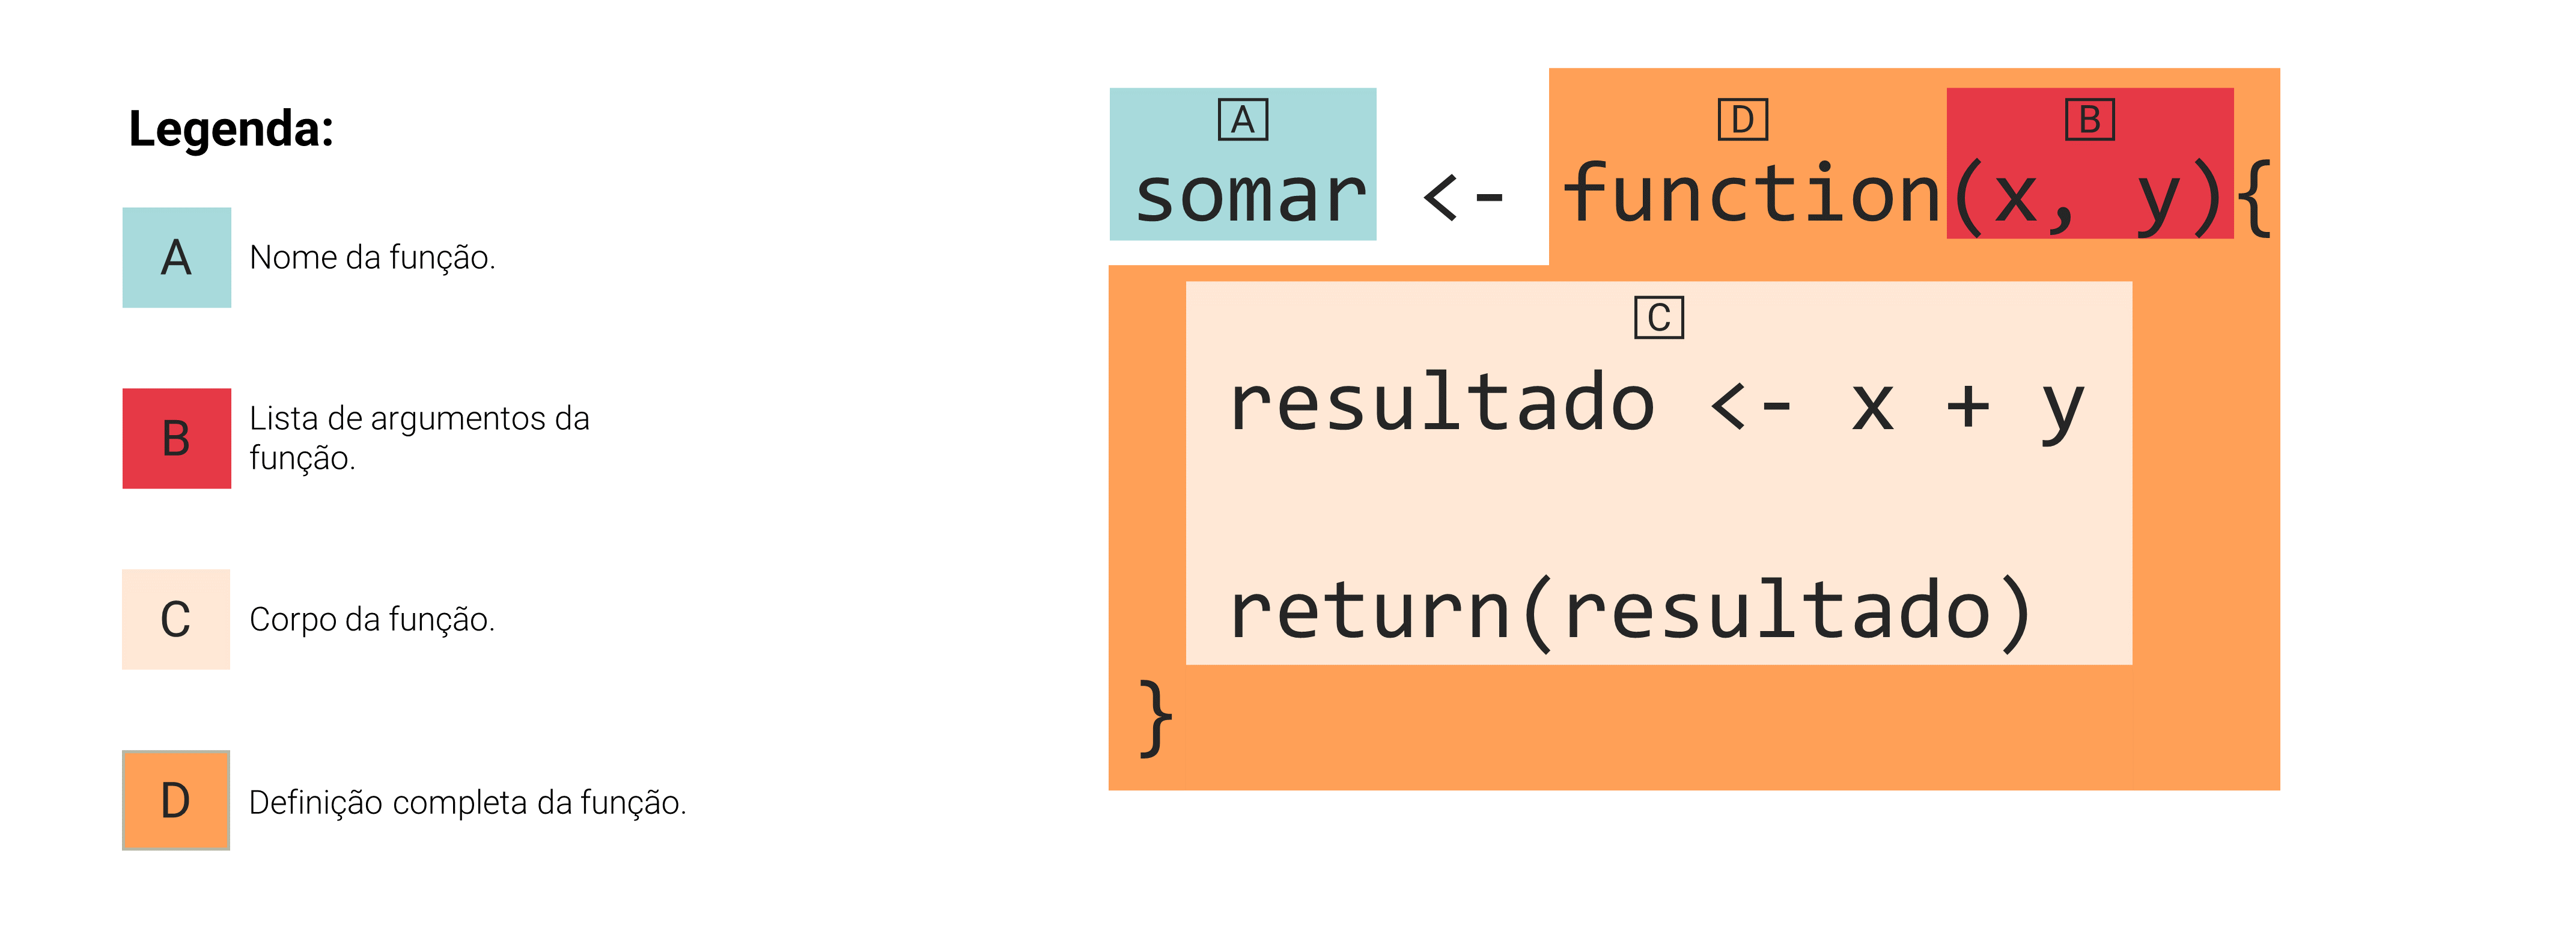 Legenda:
A
Nome da função.
B
Lista de argumentos da
função.
C
Corpo da função.
D
Definição completa da função.
A
D
B
somar <- function(x, y){
C
resultado <- x + y
return(resultado)
}